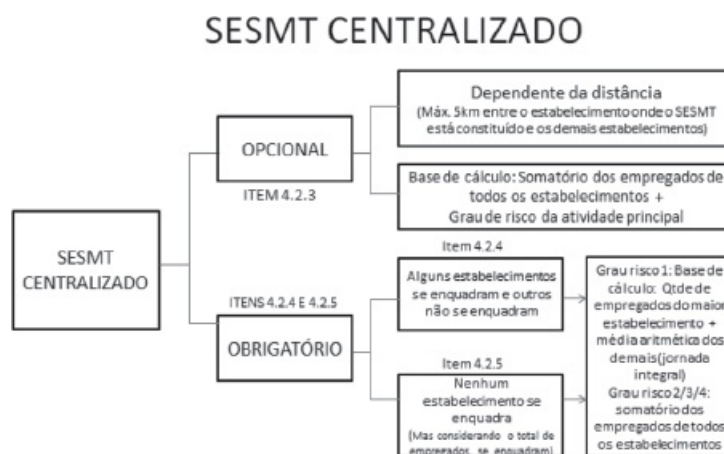 SESMT CENTRALIZADO
SESMT
CENTRALIZADO
OPCIONAL
ITEM 4.2.3
Dependente da distância
(Máx. 5km entre o estabelecimento onde o SESMT
está constituído e os demais estabelecimentos)
Base de cálculo: Somatório dos empregados de
todos os estabelecimentos +
Grau de risco da atividade principal
ITENS 4.2.4 E 4.2.5
OBRIGATÓRIO
Item 4.2.4
Alguns estabelecimentos
se enquadram e outros
não se enquadram
Item 4.2.5
Nenhum
estabelecimento se
enquadra
(Mas considerando o total de
empregados, se enquadram)
Grau risco 1: Base de
cálculo: Qtde de
empregados do maior
estabelecimento +
média aritmética dos
demais (jornada
integral)
Grau risco 2/3/4:
somatório dos
empregados de todos
os estabelecimentos